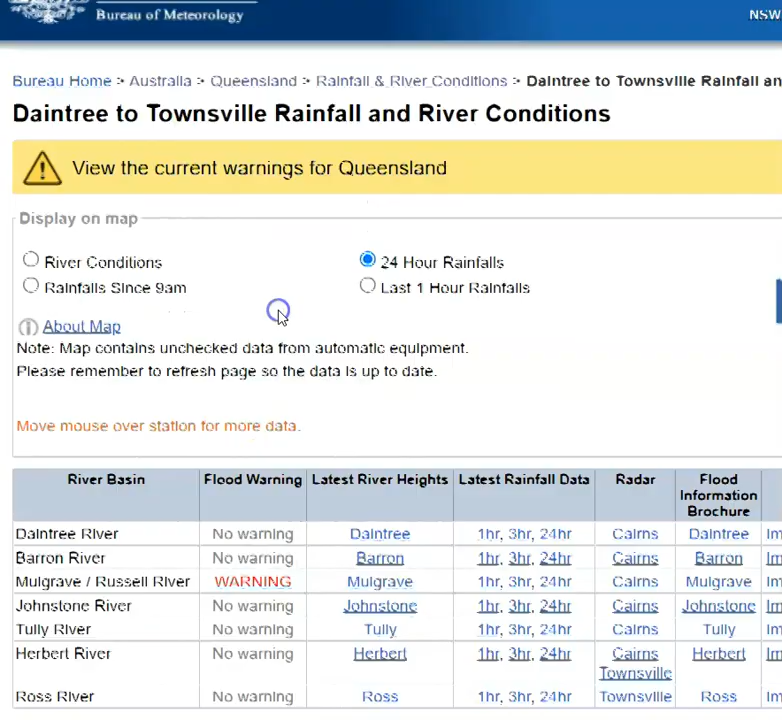 Bureau of Meteorology
NSW
Bureau Home > Australia > Queensland > Rainfall & River Conditions > Daintree to Townsville Rainfall an
Daintree to Townsville Rainfall and River Conditions
View the current warnings for Queensland
Display on map
River Conditions
24 Hour Rainfalls
Rainfalls Since 9am
Last 1 Hour Rainfalls
About Map
Note: Map contains unchecked data from automatic equipment.
Please remember to refresh page so the data is up to date.
Move mouse over station for more data.
River Basin Flood Warning Latest River Heights Latest Rainfall Data Radar Flood Information Brochure
Daintree River No warning Daintree 1hr, 3hr, 24hr Cairns Daintree Im
Barron River No warning Barron 1hr, 3hr, 24hr Cairns Barron Im
Mulgrave / Russell River WARNING Mulgrave 1hr, 3hr, 24hr Cairns Mulgrave Im
Johnstone River No warning Johnstone 1hr, 3hr, 24hr Cairns Johnstone Im
Tully River No warning Tully 1hr, 3hr, 24hr Cairns Tully Im
Herbert River No warning Herbert 1hr, 3hr, 24hr Cairns Townsville Herbert Im
Ross River No warning Ross 1hr, 3hr, 24hr Townsville Ross Im